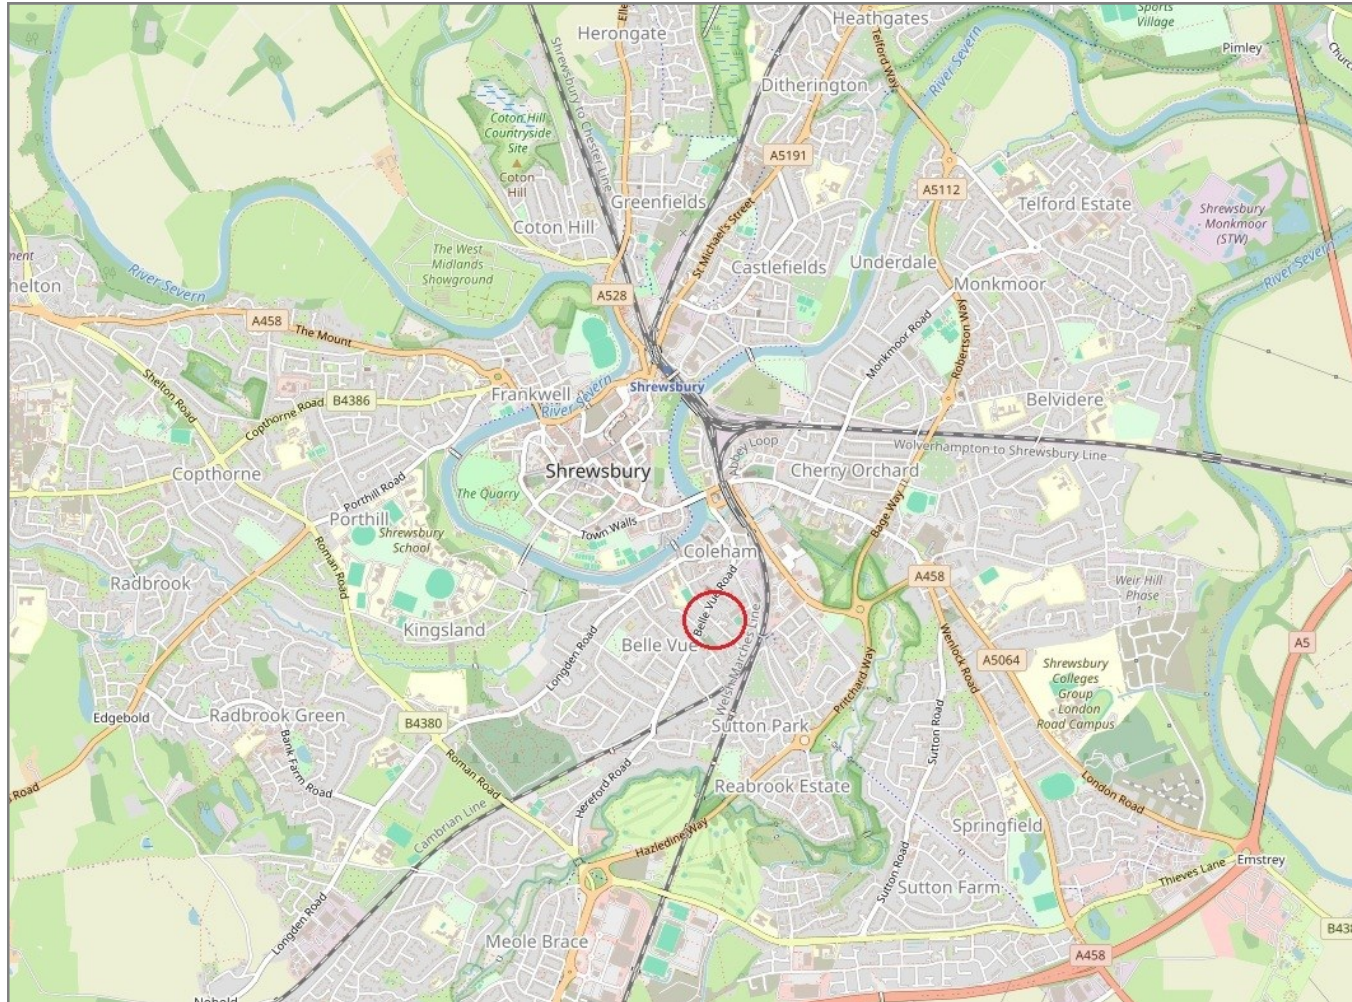 Heathgates
Sports
Village
Herongate
Telford Way
River Severn
Pimley
River Severn
Shrewsbury to Chester Line
Ditherington
Coton Hill
Countryside
Site
Coton
Hill
A5191
A5112
Telford Estate
Shrewsbury
Monkmoor
(STW)
Greenfields
Coton Hill
St Michael's Street
The West
Midlands
Showground
Castlefields
Underdale
Monkmoor
River Severn
River Severn
A528
A458
The Mount
Monkmoor Road
Robertson Way
Shelton Road
Shrewsbury
Frankwell
River Severn
Copthorne Road
B4386
Belvidere
Abbey Loop
Wolverhampton to Shrewsbury Line
Copthorne
Shrewsbury
Cherry Orchard
Porthill Road
The Quarry
Porthill
Shrewsbury
School
Town Walls
Bage Way
Roman Road
Coleham
Radbrook
A458
Weir Hill
Phase
1
Belle Vue Road
Kingsland
Belle Vue
Longden Road
Welsh Marches Line
Wenlock Road
A5064
A5
Shrewsbury
Colleges
Group
London
Road Campus
Pritchard Way
Edgebold
Radbrook Green
B4380
Sutton Park
Sutton Road
Bank Farm Road
Roman Road
Hereford Road
Reabrook Estate
London Road
Road
Cambrian Line
Hazledine Way
Springfield
Sutton Road
Sutton Farm
Thieves Lane
Emstrey
Longden Road
Meole Brace
A458